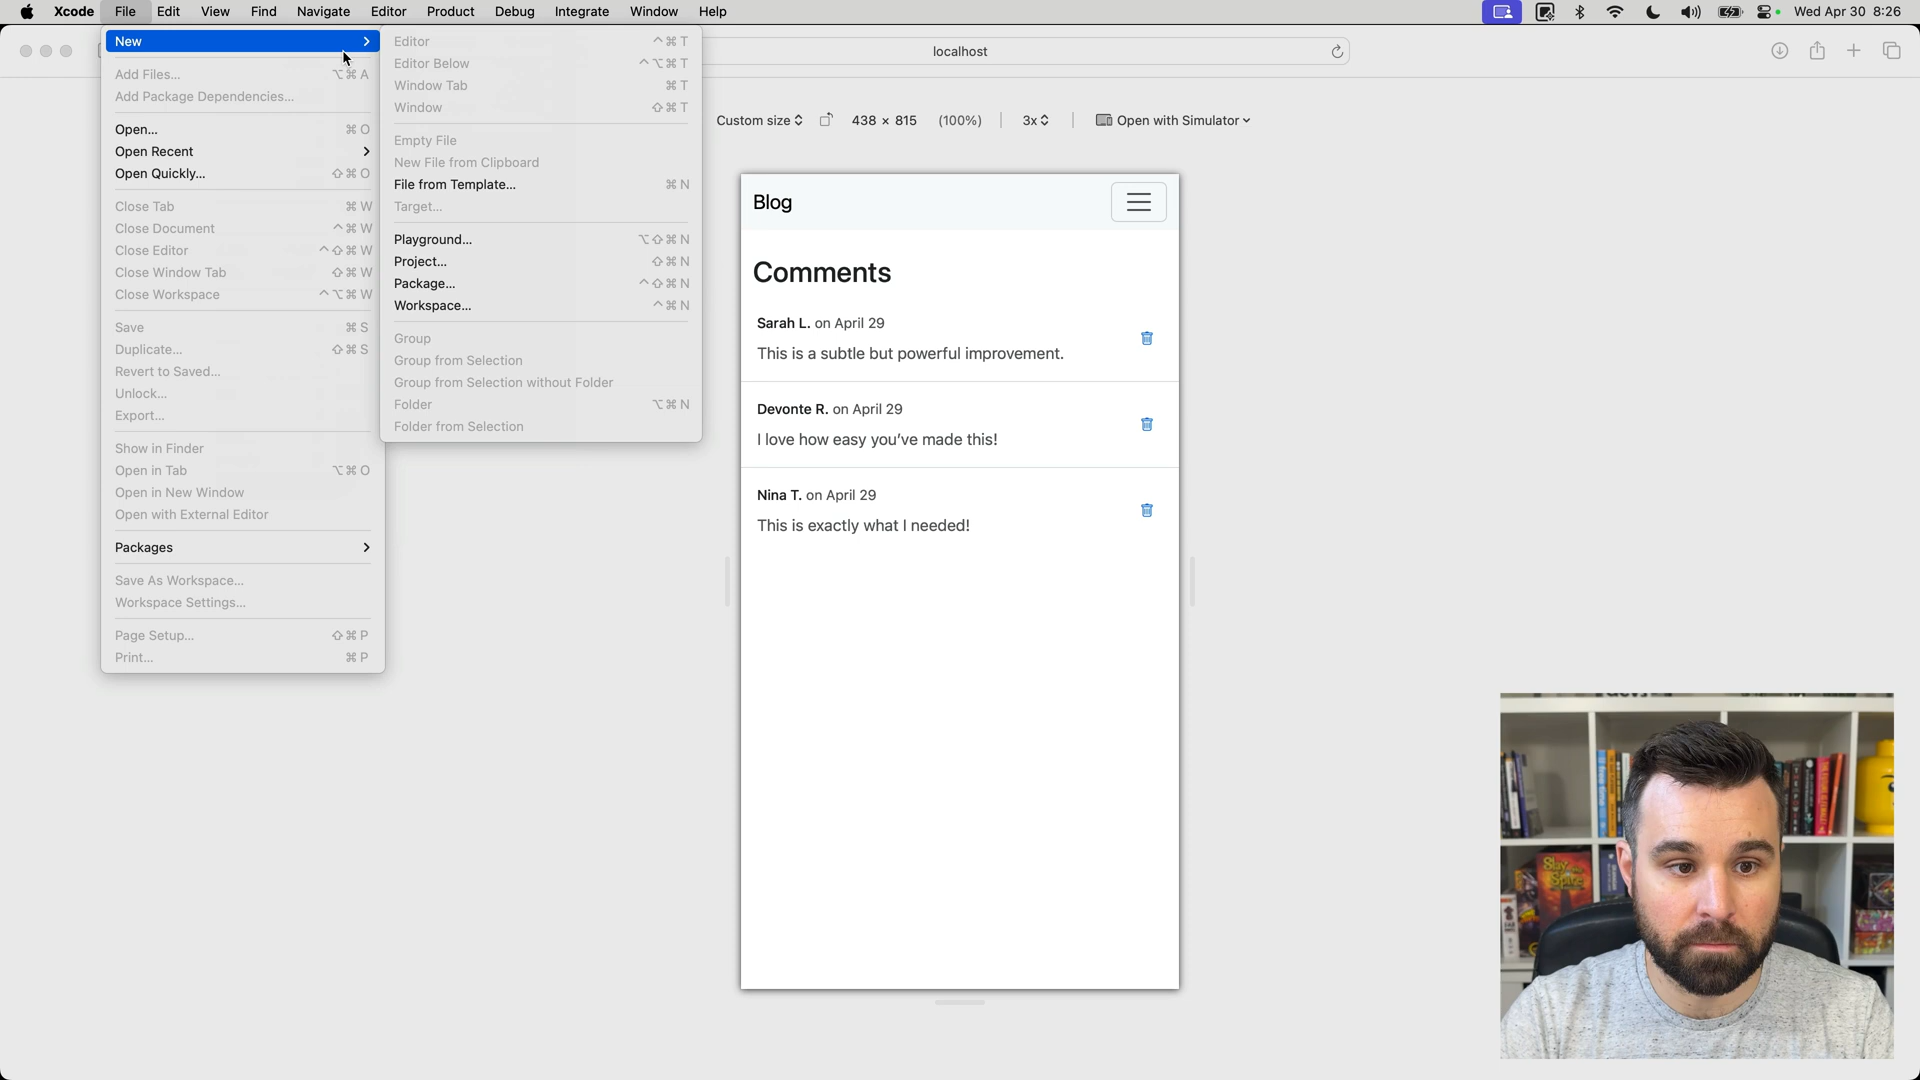 Xcode File Edit View Find Navigate Editor Product Debug Integrate Window Help
Wed Apr 30 8:26
New
Add Files... ⌥⌘A
Add Package Dependencies...
Open... ⌘O
Open Recent
Open Quickly... ⇧⌘O
Close Tab ⌘W
Close Document ^⌘W
Close Editor ^⇧⌘W
Close Window Tab ⇧⌘W
Close Workspace ^⌥⌘W
Save ⌘S
Duplicate... ⇧⌘S
Revert to Saved...
Unlock...
Export...
Show in Finder
Open in Tab ⌥⌘O
Open in New Window
Open with External Editor
Packages
Save As Workspace...
Workspace Settings...
Page Setup... ⇧⌘P
Print... ⌘P
Editor ^⌘T
Editor Below ^⌥⌘T
Window Tab ⌘T
Window ⇧⌘T
Empty File
New File from Clipboard
File from Template... ⌘N
Target...
Playground... ⌥⇧⌘N
Project... ⇧⌘N
Package... ^⇧⌘N
Workspace... ^⌘N
Group
Group from Selection
Group from Selection without Folder
Folder ⌥⌘N
Folder from Selection
localhost
Custom size 438 × 815 (100%) 3x Open with Simulator
Blog
Comments
Sarah L. on April 29
This is a subtle but powerful improvement.
Devonte R. on April 29
I love how easy you've made this!
Nina T. on April 29
This is exactly what I needed!
Slay the Spire